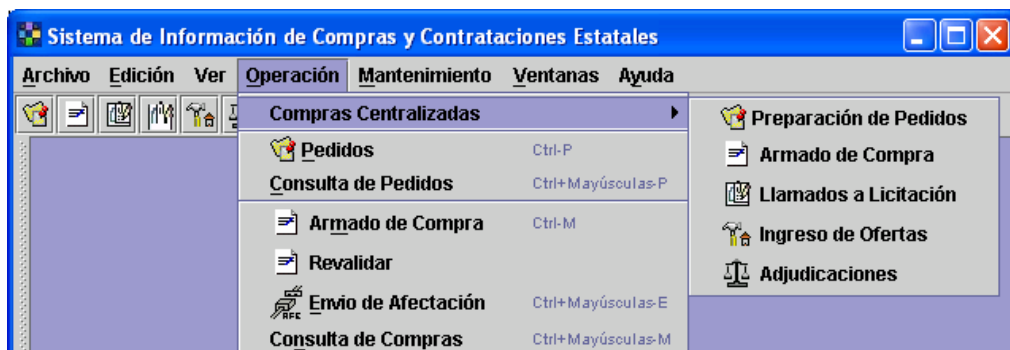 Sistema de Información de Compras y Contrataciones Estatales
Archivo Edición Ver Operación Mantenimiento Ventanas Ayuda
Compras Centralizadas
Pedidos Ctrl-P
Consulta de Pedidos Ctrl+Mayúsculas-P
Armado de Compra Ctrl-M
Revalidar
AFE Envio de Afectación Ctrl+Mayúsculas-E
Consulta de Compras Ctrl+Mayúsculas-M
Preparación de Pedidos
Armado de Compra
Llamados a Licitación
Ingreso de Ofertas
Adjudicaciones